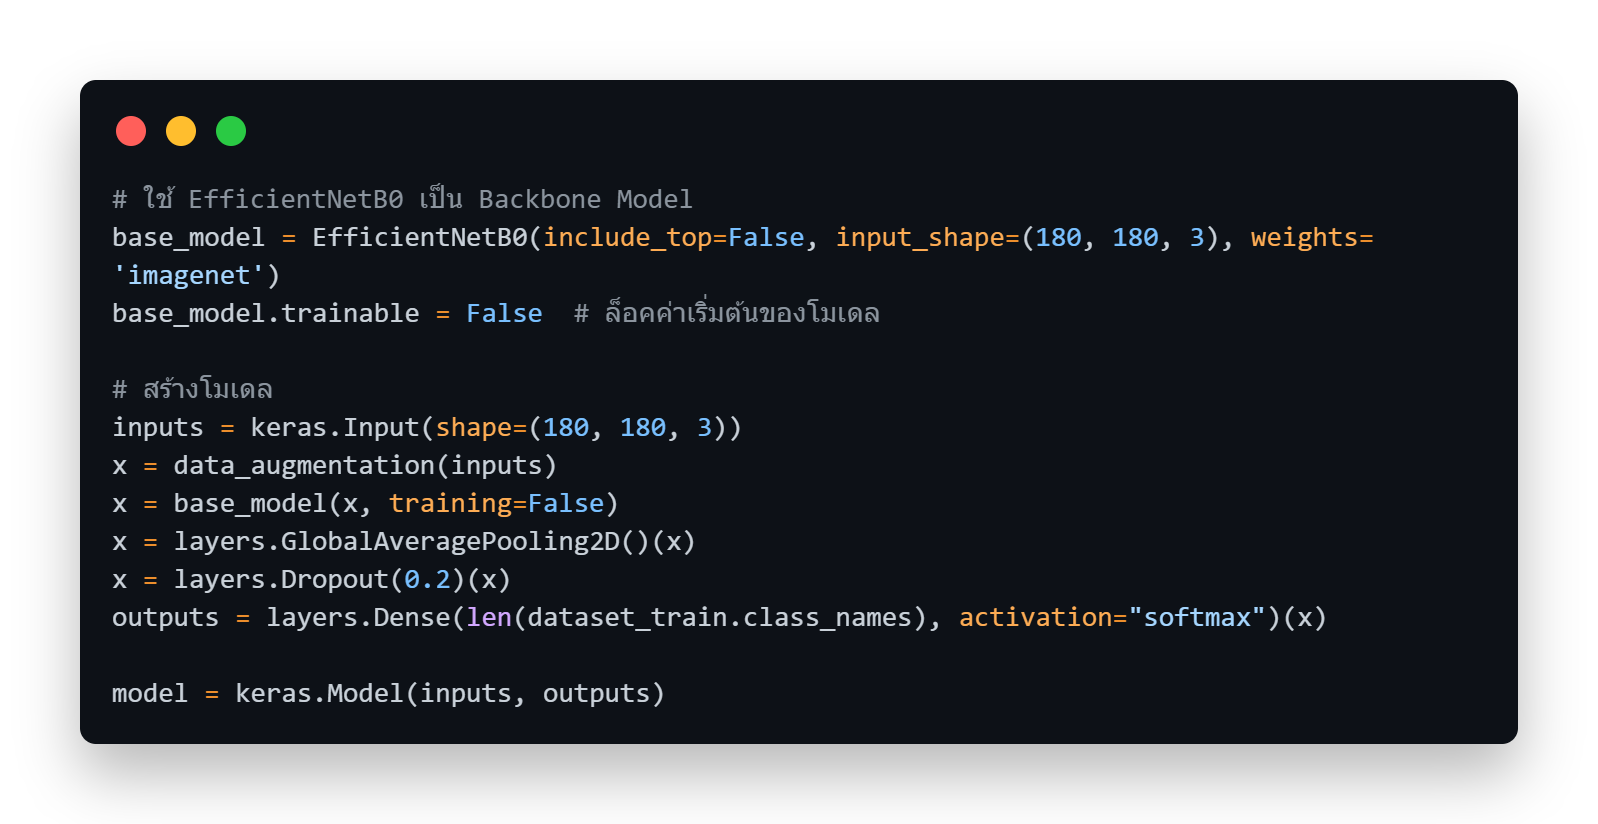 # ใช้ EfficientNetB0 เป็น Backbone Model
base_model = EfficientNetB0(include_top=False, input_shape=(180, 180, 3), weights=
'imagenet')
base_model.trainable = False  # ล็อคค่าเริ่มต้นของโมเดล
# สร้างโมเดล
inputs = keras.Input(shape=(180, 180, 3))
x = data_augmentation(inputs)
x = base_model(x, training=False)
x = layers.GlobalAveragePooling2D()(x)
x = layers.Dropout(0.2)(x)
outputs = layers.Dense(len(dataset_train.class_names), activation="softmax")(x)
model = keras.Model(inputs, outputs)